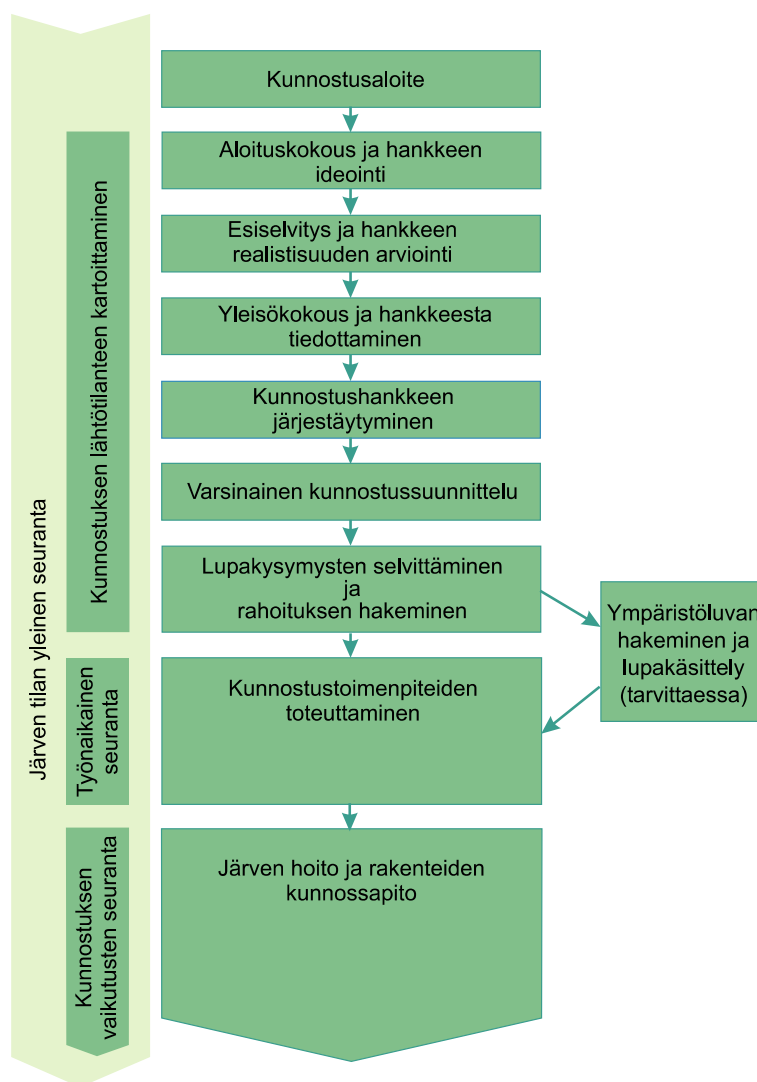 Kunnostusaloite
Aloituskokous ja hankkeen
ideointi
Esiselvitys ja hankkeen
realistisuuden arviointi
Yleisökokous ja hankkeesta
tiedottaminen
Kunnostushankkeen
järjestäytyminen
Varsinainen kunnostussuunnittelu
Lupakysymysten selvittäminen
ja
rahoituksen hakeminen
Ympäristöluvan
hakeminen ja
lupakäsittely
(tarvittaessa)
Kunnostustoimenpiteiden
toteuttaminen
Järven hoito ja rakenteiden
kunnossapito
Järven tilan yleinen seuranta
Kunnostuksen lähtötilanteen kartoittaminen
Työnaikainen
seuranta
Kunnostuksen
vaikutusten seuranta